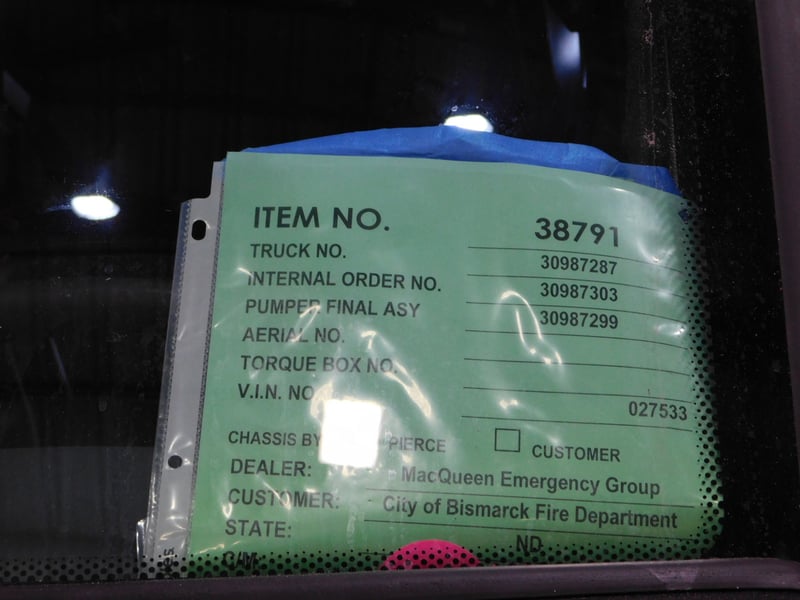 ITEM NO. 38791
TRUCK NO. 30987287
INTERNAL ORDER NO. 30987303
PUMPER FINAL ASY 30987299
AERIAL NO.
TORQUE BOX NO.
V.I.N. NO 027533
CHASSIS BY PIERCE CUSTOMER
DEALER: MacQueen Emergency Group
CUSTOMER: City of Bismarck Fire Department
STATE: ND